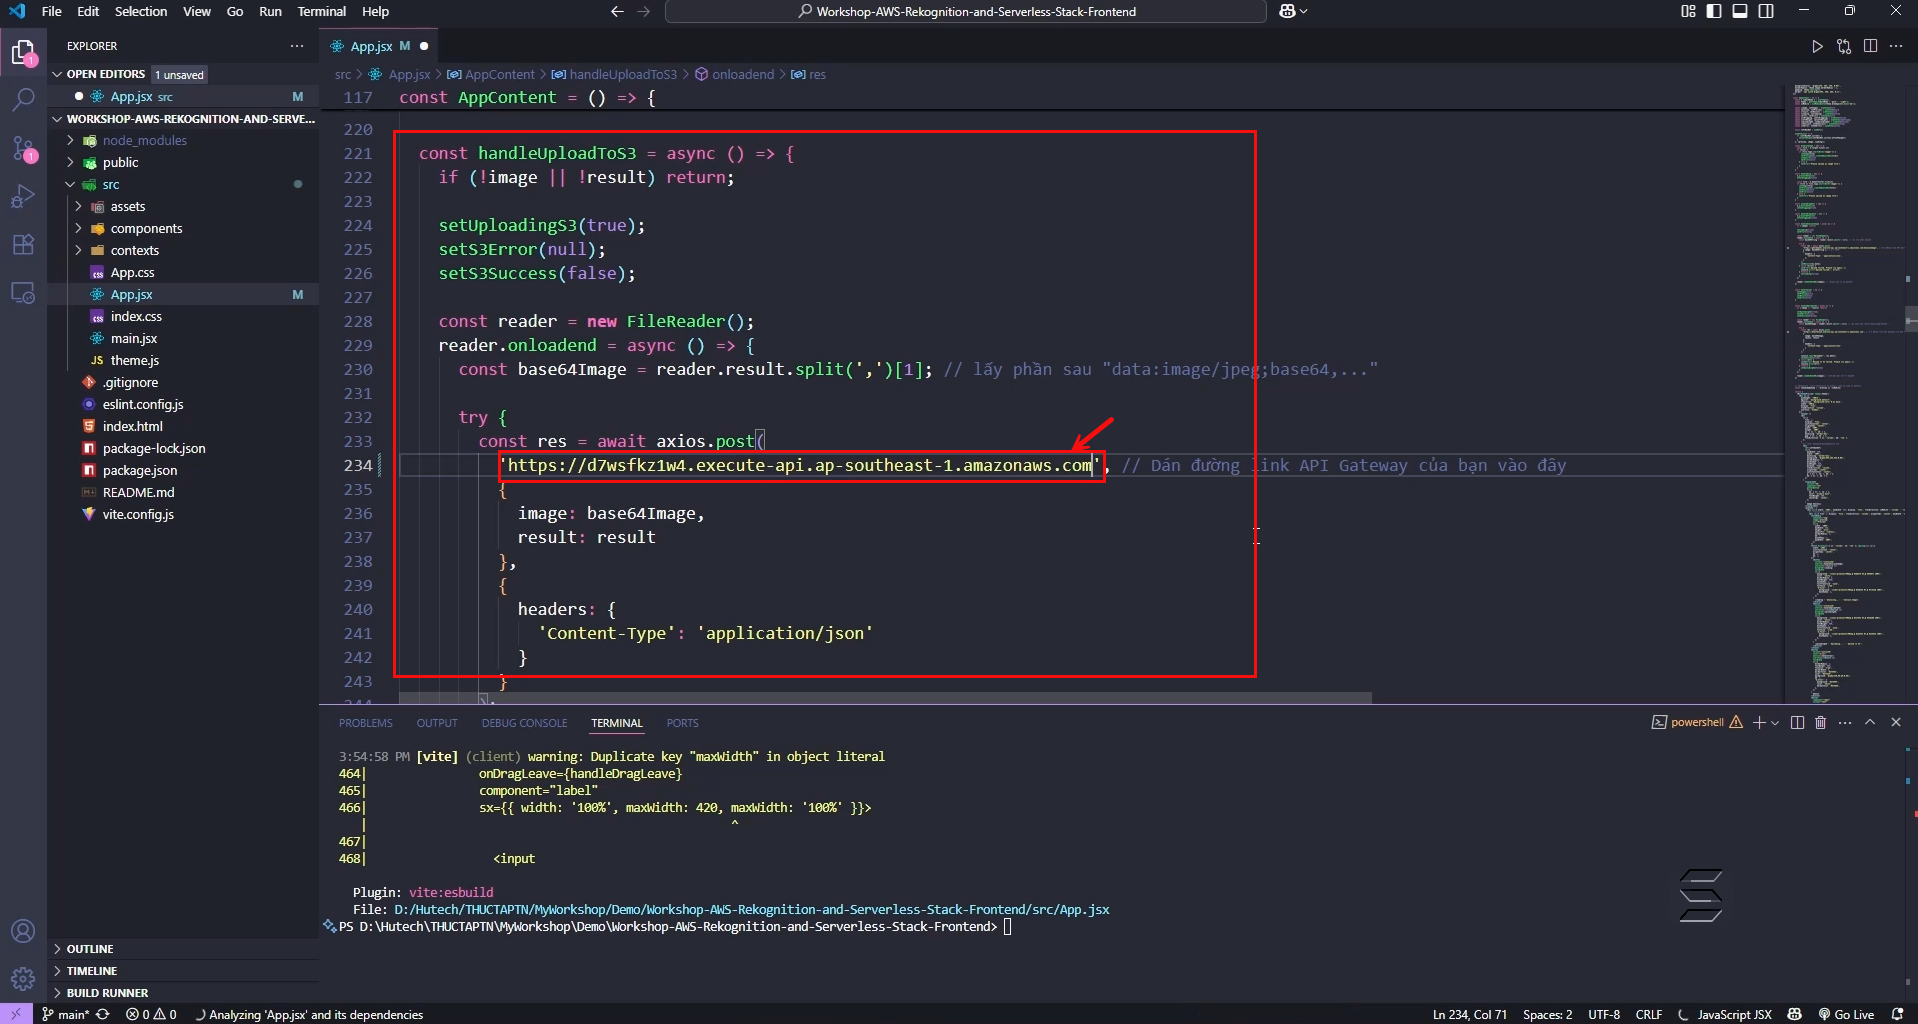 File Edit Selection View Go Run Terminal Help
Workshop-AWS-Rekognition-and-Serverless-Stack-Frontend
EXPLORER
OPEN EDITORS 1 unsaved
App.jsx src M
WORKSHOP-AWS-REKOGNITION-AND-SERVE...
node_modules
public
src
assets
components
contexts
App.css
App.jsx M
index.css
main.jsx
JS theme.js
.gitignore
eslint.config.js
index.html
package-lock.json
package.json
README.md
vite.config.js
OUTLINE
TIMELINE
BUILD RUNNER
App.jsx M
src > App.jsx > AppContent > handleUploadToS3 > onloadend > res
117 const AppContent = () => {
220
221 const handleUploadToS3 = async () => {
222 if (!image || !result) return;
223
224 setUploadingS3(true);
225 setS3Error(null);
226 setS3Success(false);
227
228 const reader = new FileReader();
229 reader.onloadend = async () => {
230 const base64Image = reader.result.split(',')[1]; // lấy phần sau "data:image/jpeg;base64,..."
231
232 try {
233 const res = await axios.post(
234 'https://d7wsfkz1w4.execute-api.ap-southeast-1.amazonaws.com', // Dán đường link API Gateway của bạn vào đây
235 {
236 image: base64Image,
237 result: result
238 },
239 {
240 headers: {
241 'Content-Type': 'application/json'
242 }
243 }
PROBLEMS OUTPUT DEBUG CONSOLE TERMINAL PORTS
powershell
3:54:58 PM [vite] (client) warning: Duplicate key "maxWidth" in object literal
464| onDragLeave={handleDragLeave}
465| component="label"
466| sx={{ width: '100%', maxWidth: 420, maxWidth: '100%' }}>
| ^
467|
468| <input
Plugin: vite:esbuild
File: D:/Hutech/THUCTAPTN/MyWorkshop/Demo/Workshop-AWS-Rekognition-and-Serverless-Stack-Frontend/src/App.jsx
PS D:\Hutech\THUCTAPTN\MyWorkshop\Demo\Workshop-AWS-Rekognition-and-Serverless-Stack-Frontend>
main* 0 0 Analyzing 'App.jsx' and its dependencies
Ln 234, Col 71 Spaces: 2 UTF-8 CRLF JavaScript JSX Go Live